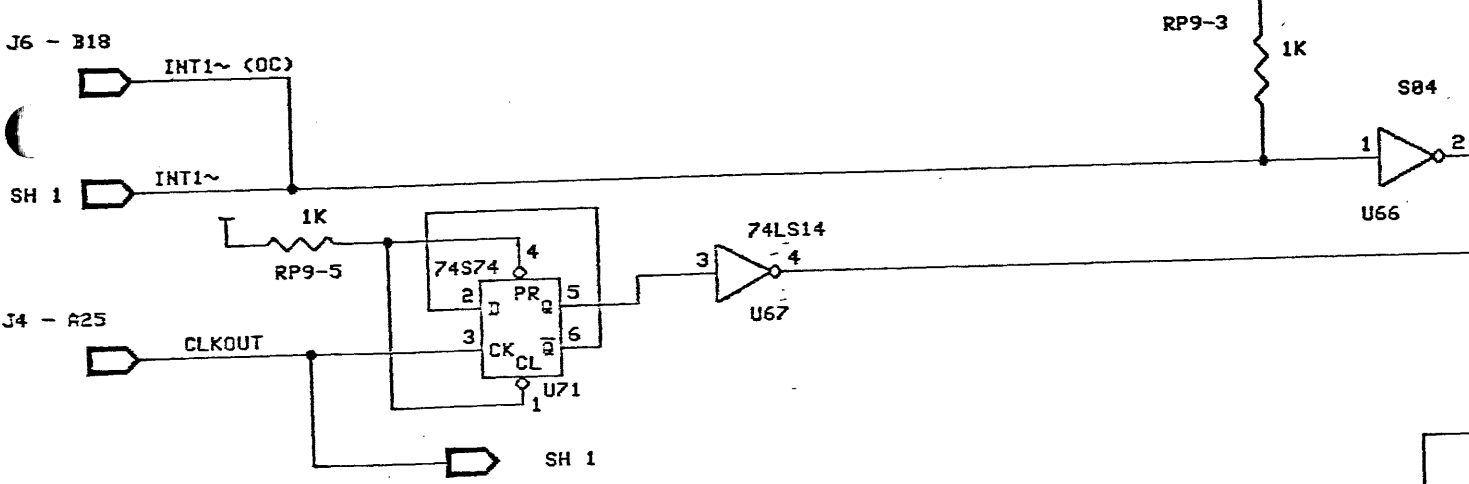 RP9-3
J6 - B18
INT1~ (OC)
1K
S04
1
2
SH 1
INT1~
U66
1K
74LS14
RP9-5
74S74
4
3
4
2
D
PR
Q
5
U67
J4 - A25
CLKOUT
3
CK
Q
6
CL
U71
1
SH 1